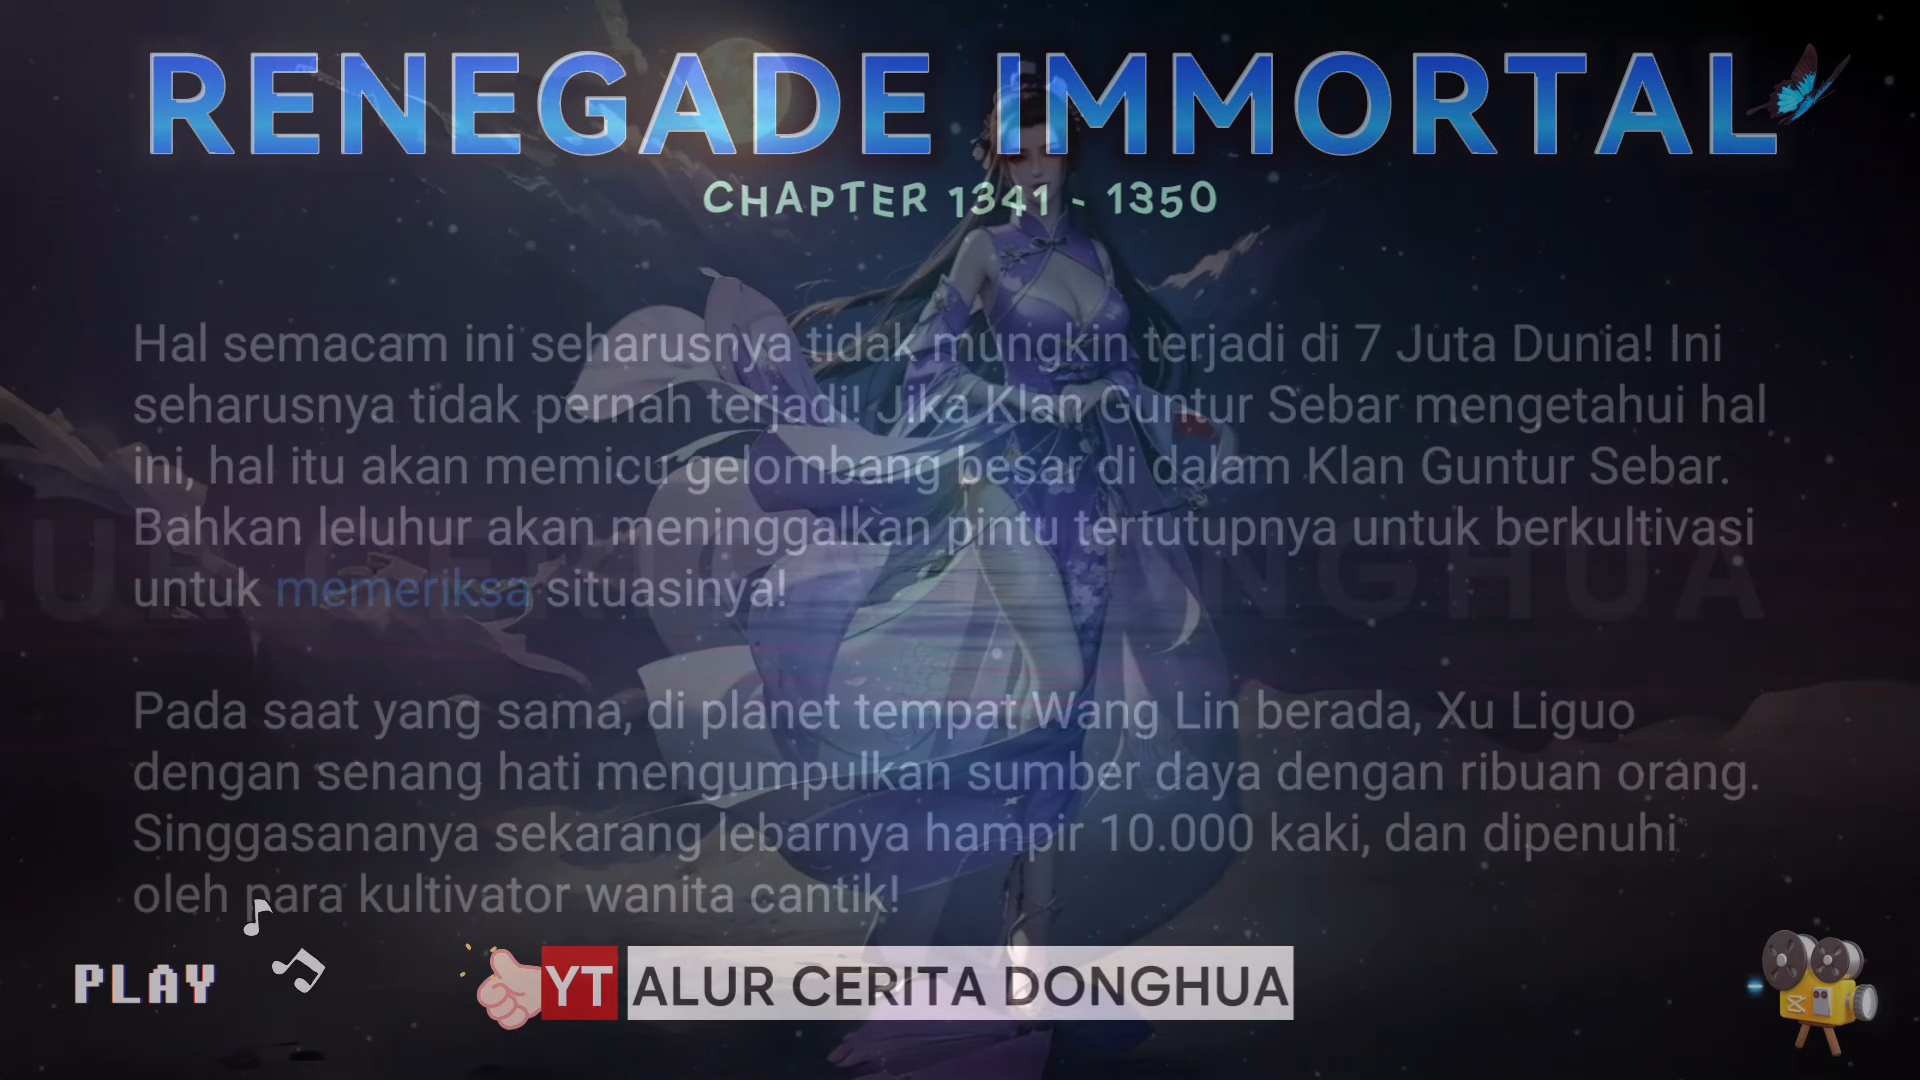 RENEGADE IMMORTAL
CHAPTER 1341 - 1350
Hal semacam ini seharusnya tidak mungkin terjadi di 7 Juta Dunia! Ini
seharusnya tidak pernah terjadi! Jika Klan Guntur Sebar mengetahui hal
ini, hal itu akan memicu gelombang besar di dalam Klan Guntur Sebar.
Bahkan leluhur akan meninggalkan pintu tertutupnya untuk berkultivasi
untuk memeriksa situasinya!
Pada saat yang sama, di planet tempat Wang Lin berada, Xu Liguo
dengan senang hati mengumpulkan sumber daya dengan ribuan orang.
Singgasananya sekarang lebarnya hampir 10.000 kaki, dan dipenuhi
oleh para kultivator wanita cantik!
PLAY
YT ALUR CERITA DONGHUA